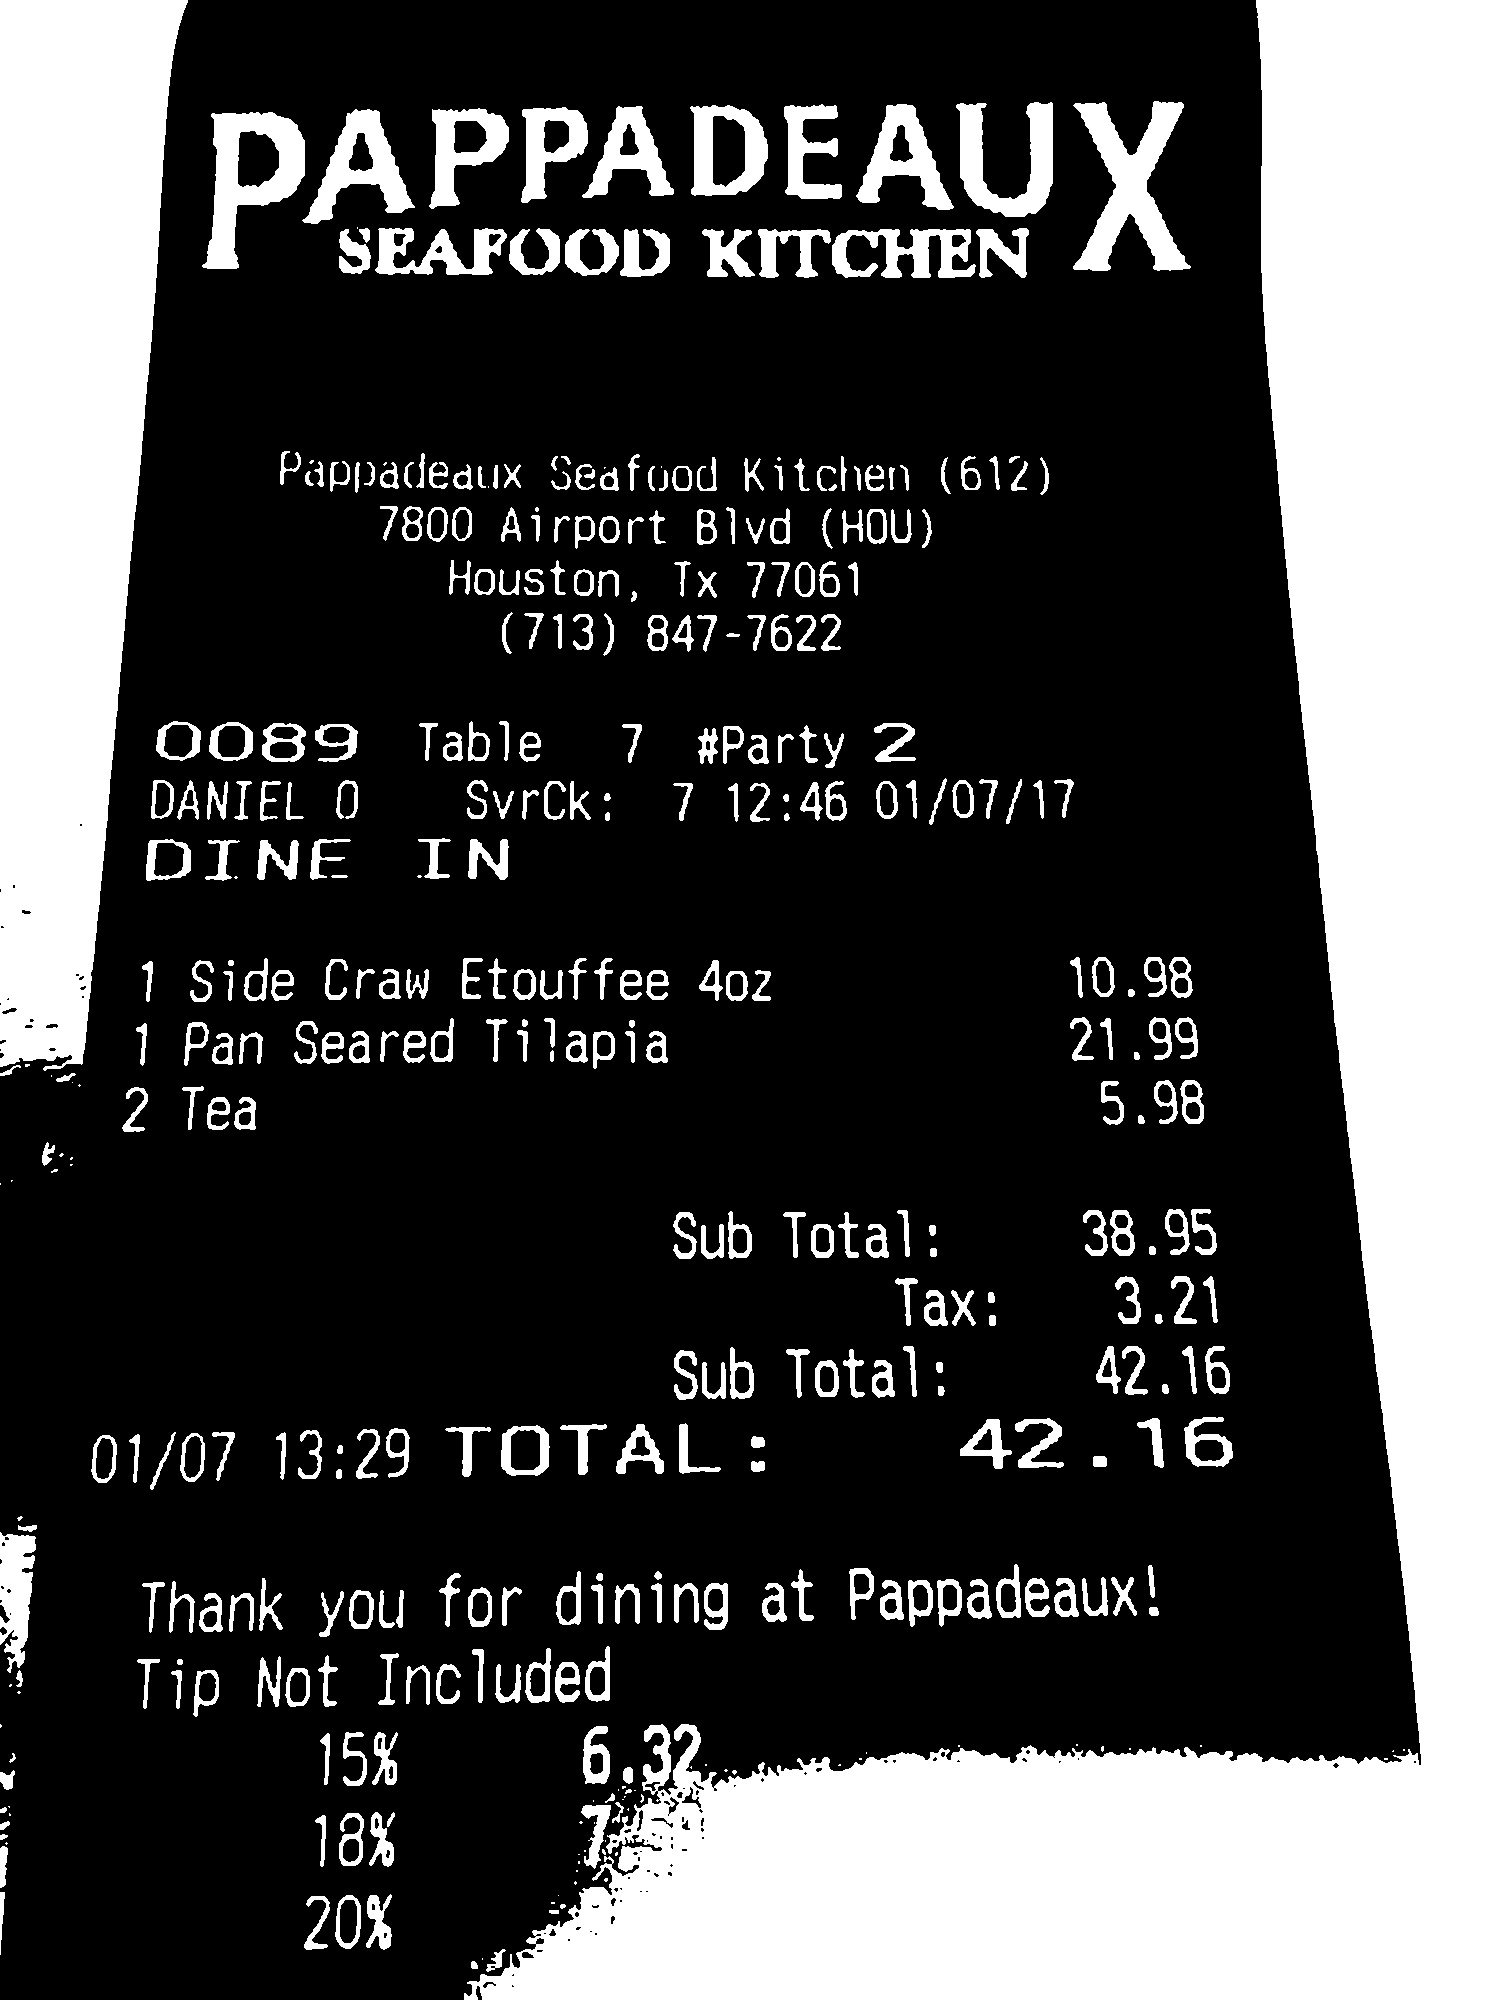 PAPPADEAUX
SEAFOOD KITCHEN
Pappadeaux Seafood Kitchen (612)
7800 Airport Blvd (HOU)
Houston, Tx 77061
(713) 847-7622
0089 Table 7 #Party 2
DANIEL O SvrCk: 7 12:46 01/07/17
DINE IN
1 Side Craw Etouffee 4oz 10.98
1 Pan Seared Tilapia 21.99
2 Tea 5.98
Sub Total: 38.95
Tax: 3.21
Sub Total: 42.16
01/07 13:29 TOTAL: 42.16
Thank you for dining at Pappadeaux!
Tip Not Included
15% 6.32
18%
20%